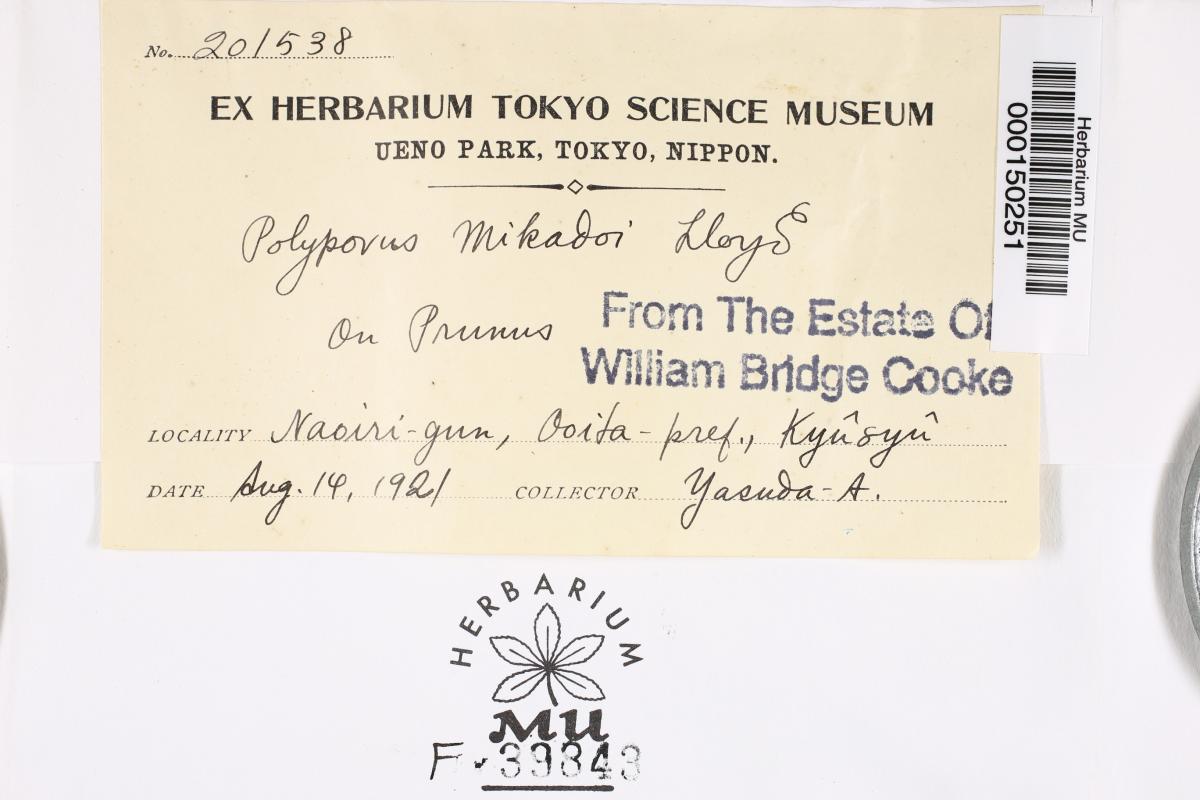 No. 201538
EX HERBARIUM TOKYO SCIENCE MUSEUM
UENO PARK, TOKYO, NIPPON.
Polyporus Mikadoi Lloyd
On Prunus
From The Estate Of
William Bridge Cooke
LOCALITY Naoiri-gun, Ooita-pref., Kyûsyû
DATE Aug. 14, 1921 COLLECTOR Yasuda-A.
Herbarium MU
000150251
HERBARIUM
MU
F 39343